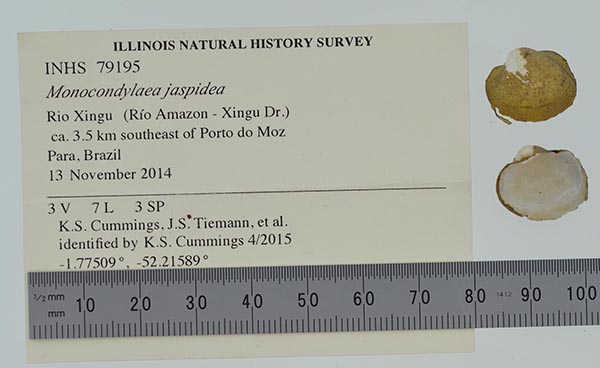 ILLINOIS NATURAL HISTORY SURVEY
INHS 79195
Monocondylaea jaspidea
Rio Xingu (Río Amazon - Xingu Dr.)
ca. 3.5 km southeast of Porto do Moz
Para, Brazil
13 November 2014
3 V 7 L 3 SP
K.S. Cummings, J.S. Tiemann, et al.
identified by K.S. Cummings 4/2015
-1.77509°, -52.21589°
1/2 mm
mm 10 20 30 40 50 60 70 80 1412 90 100